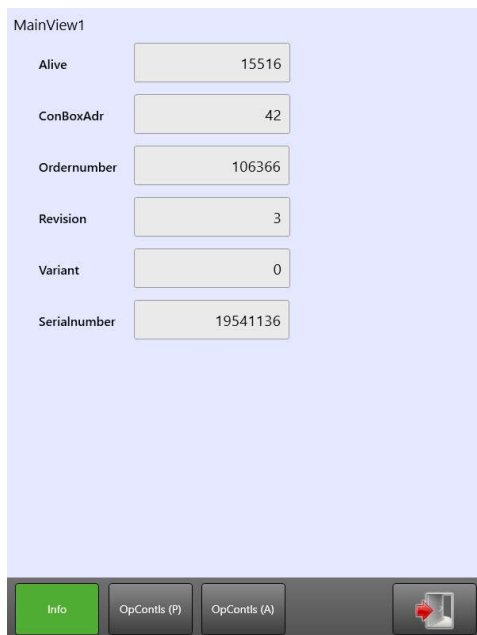 MainView1
Alive 15516
ConBoxAdr 42
Ordernumber 106366
Revision 3
Variant 0
Serialnumber 19541136
Info OpContls (P) OpContls (A)